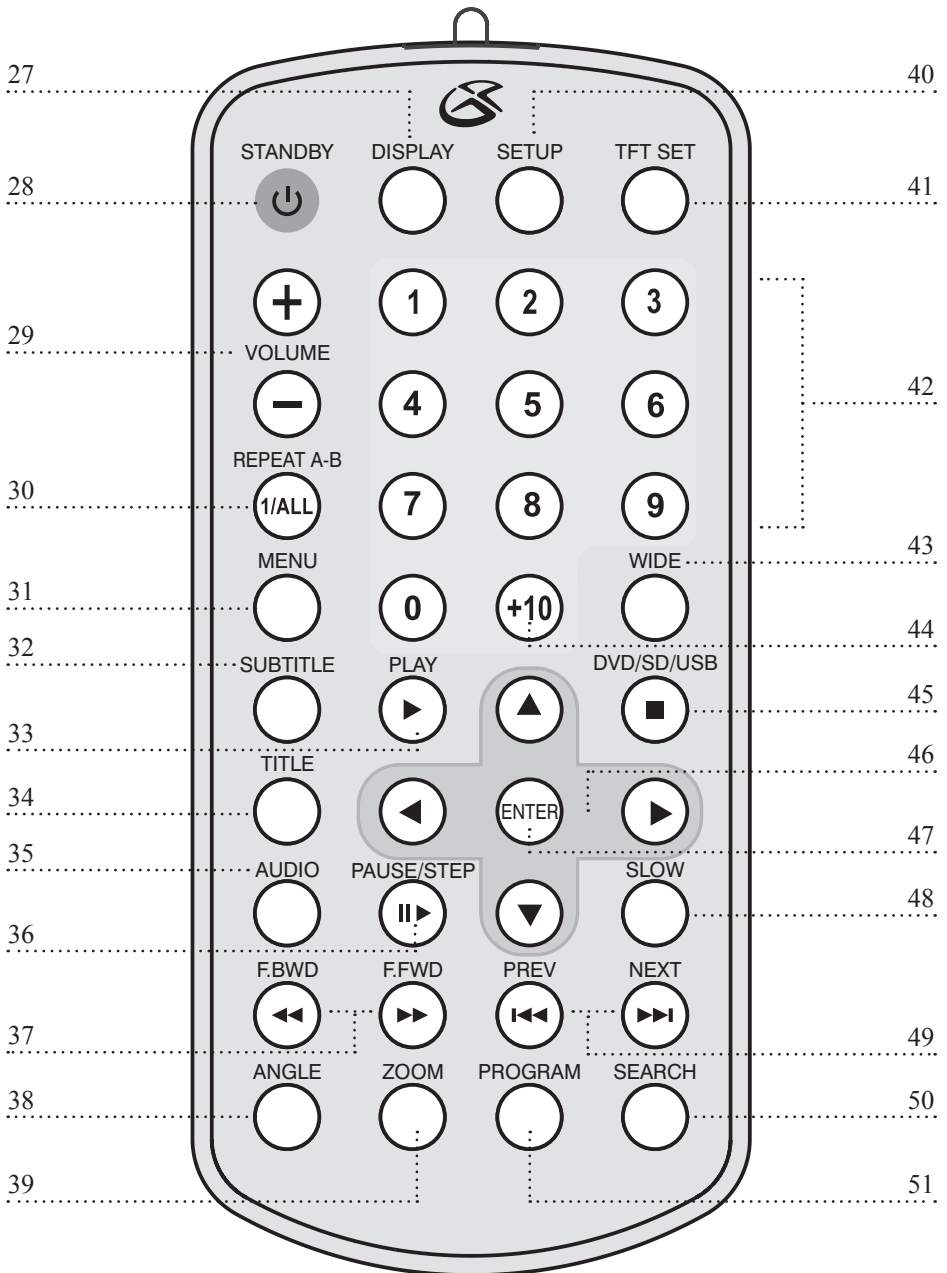 27 40
STANDBY DISPLAY SETUP TFT SET
28 41
1 2 3
29 VOLUME
4 5 6 42
REPEAT A-B
30 1/ALL 7 8 9
MENU WIDE 43
31 0 +10
44
32 SUBTITLE PLAY DVD/SD/USB
45
33 TITLE 46
34 ENTER
47
35 AUDIO PAUSE/STEP SLOW
48
36
F.BWD F.FWD PREV NEXT
37 49
ANGLE ZOOM PROGRAM SEARCH
38 50
39 51